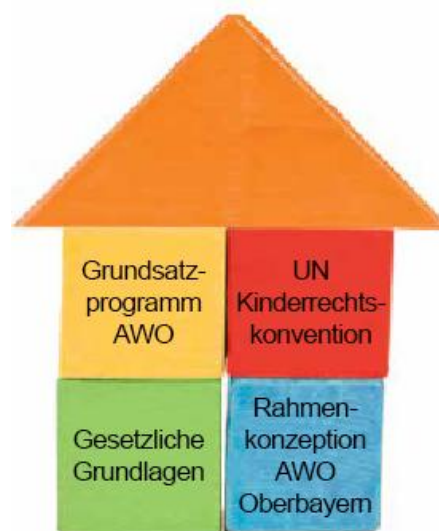 Grundsatz-
programm
AWO
UN
Kinderrechts-
konvention
Gesetzliche
Grundlagen
Rahmen-
konzeption
AWO
Oberbayern